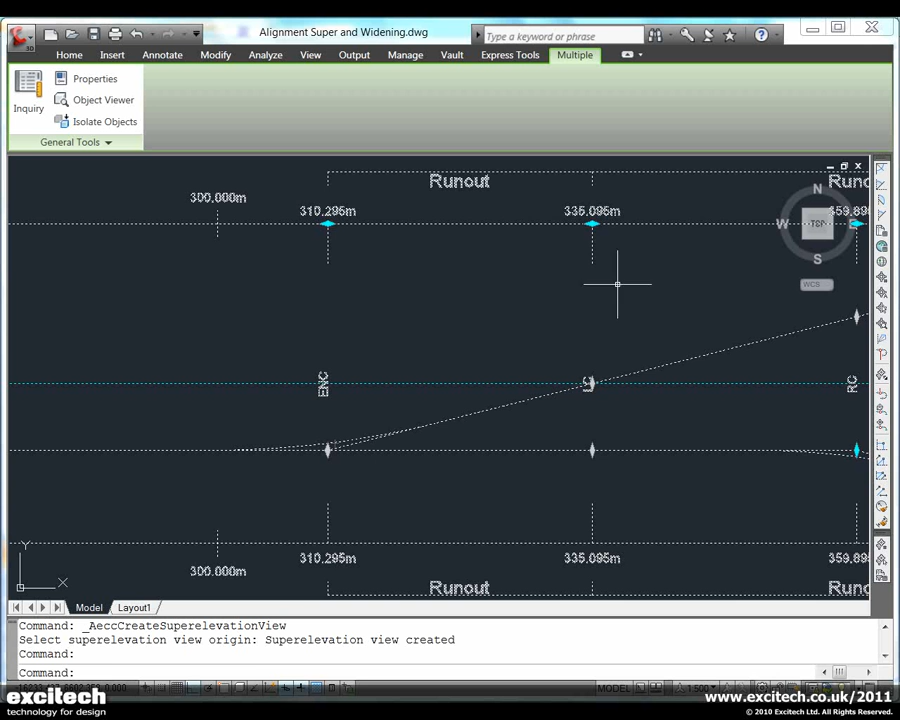 Alignment Super and Widening.dwg
Type a keyword or phrase
3D
Home Insert Annotate Modify Analyze View Output Manage Vault Express Tools Multiple
Inquiry
Properties
Object Viewer
Isolate Objects
General Tools
Runout
300.000m
310.295m
335.095m
N
W
TOP
E
S
WCS
ENC
LC
RC
310.295m
335.095m
300.000m
Runout
Y
X
Model Layout1
Command: _AeccCreateSuperelevationView
Select superelevation view origin: Superelevation view created
Command:
Command:
MODEL
excitech
technology for design
www.excitech.co.uk/2011
© 2010 Excitech Ltd. All Rights Reserved.